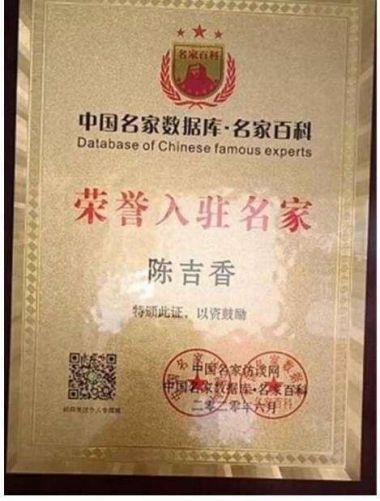 名家百科
中国名家数据库·名家百科
Database of Chinese famous experts
荣誉入驻名家
陈吉香
特颁此证，以资鼓励
中国名家访谈网
中国名家数据库·名家百科
二〇二〇年六月